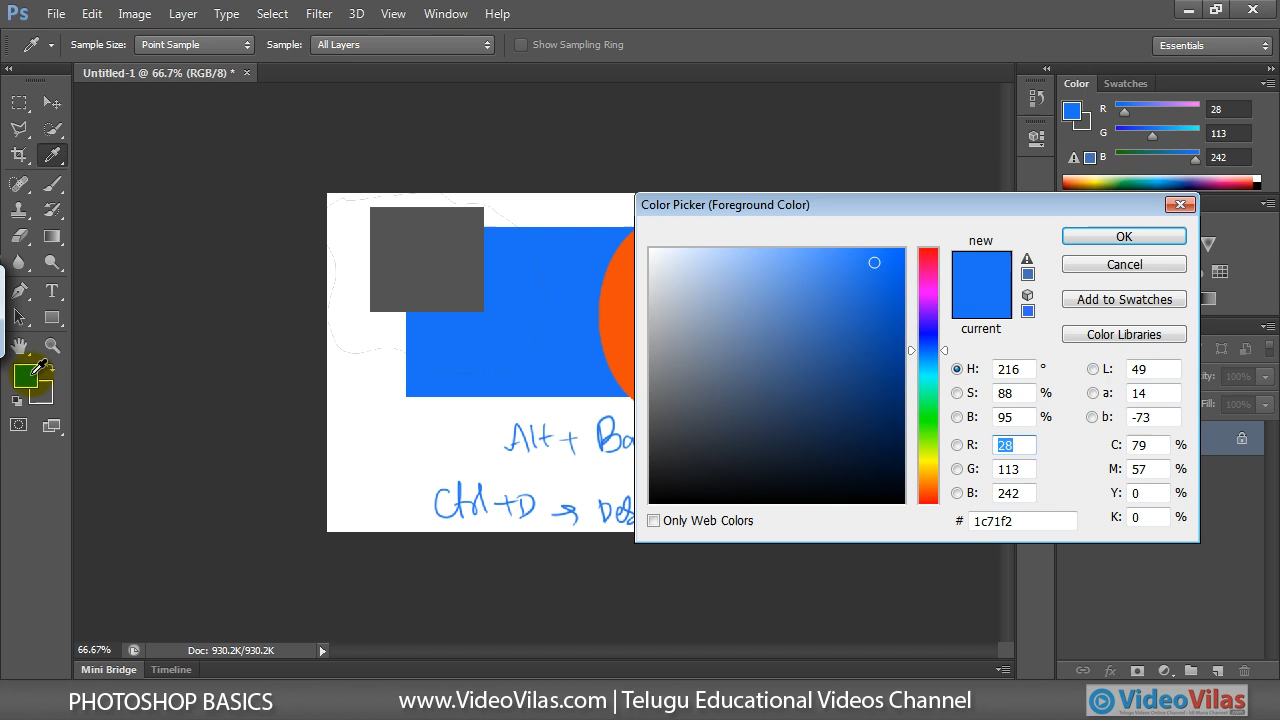 Ps File Edit Image Layer Type Select Filter 3D View Window Help
Sample Size: Point Sample Sample: All Layers Show Sampling Ring Essentials
Untitled-1 @ 66.7% (RGB/8) * ×
Color Swatches
R 28
G 113
B 242
Color Picker (Foreground Color)
new
current
OK
Cancel
Add to Swatches
Color Libraries
H: 216 °
S: 88 %
B: 95 %
R: 28
G: 113
B: 242
# 1c71f2
L: 49
a: 14
b: -73
C: 79 %
M: 57 %
Y: 0 %
K: 0 %
Only Web Colors
100%
100%
Alt +
Ctrl + D →
T
66.67% Doc: 930.2K/930.2K
Mini Bridge Timeline
fx
PHOTOSHOP BASICS www.VideoVilas.com | Telugu Educational Videos Channel
VideoVilas